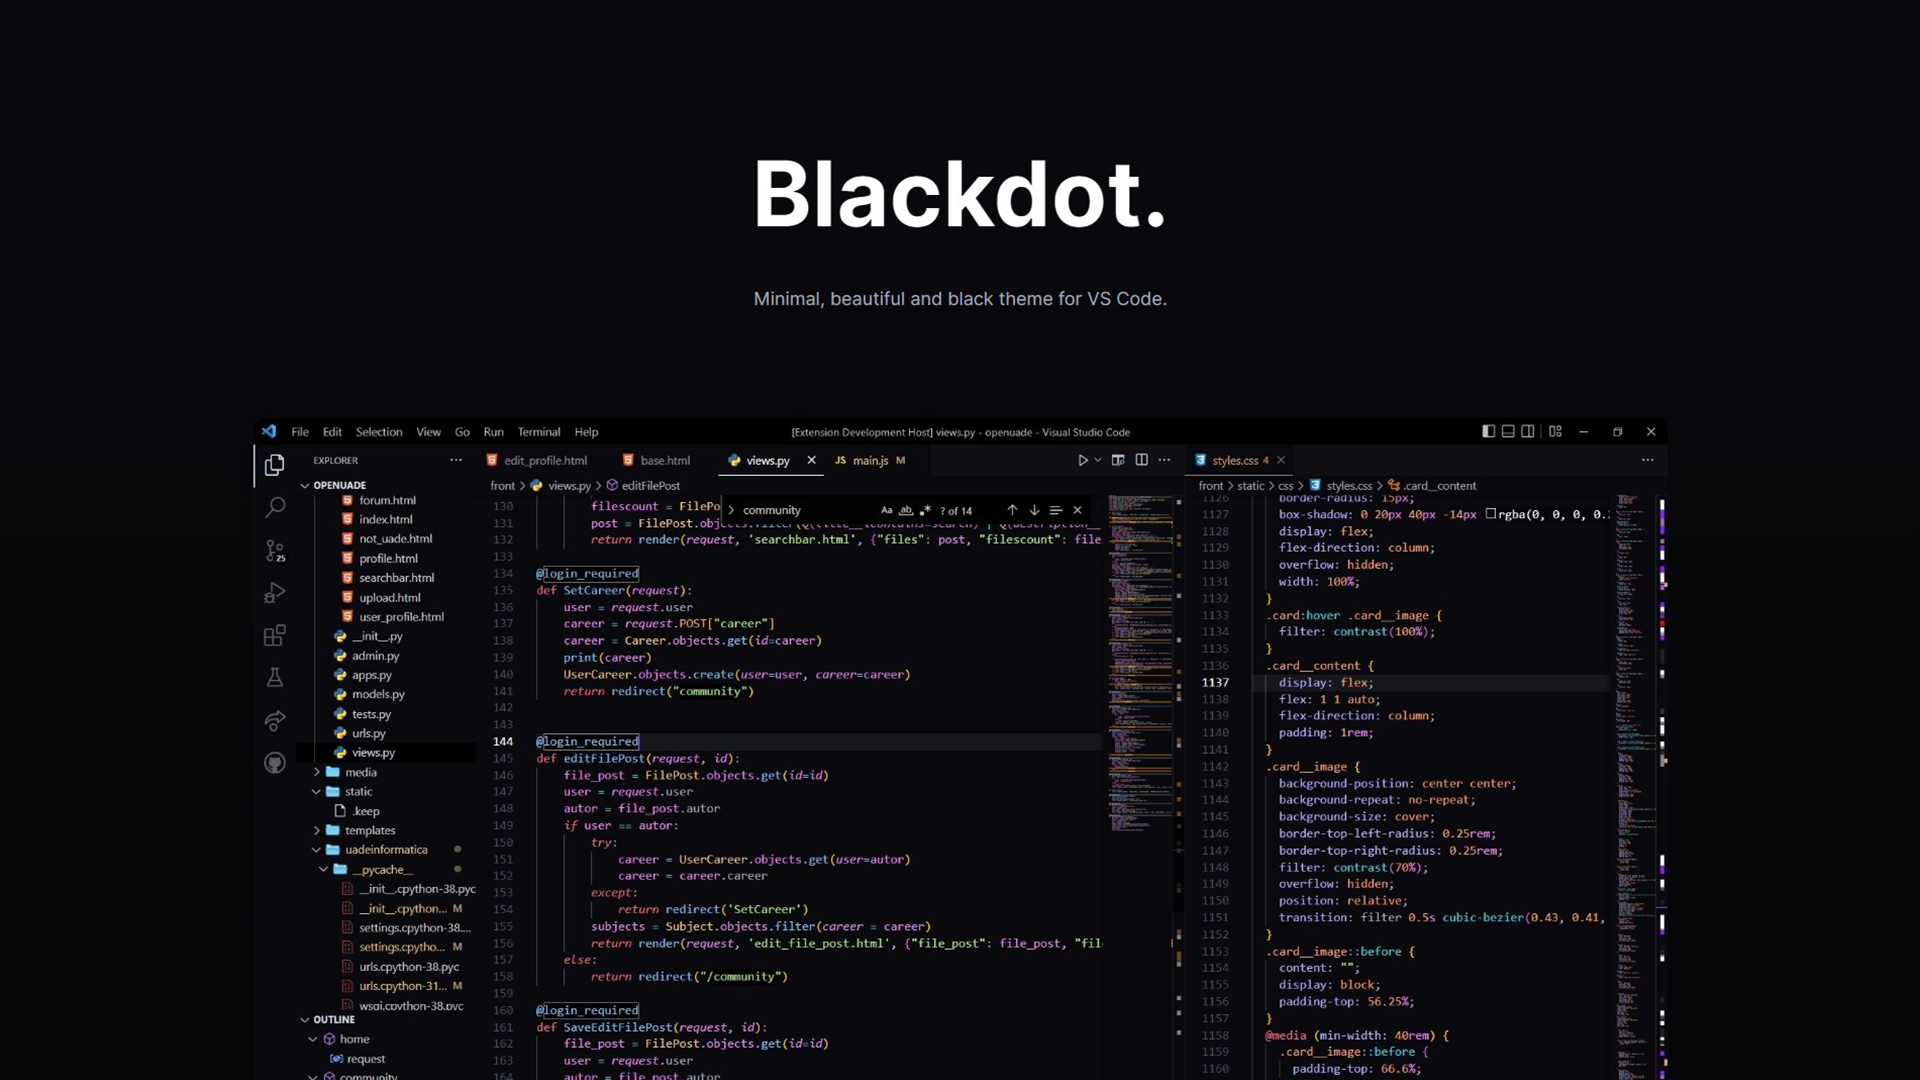 Blackdot.
Minimal, beautiful and black theme for VS Code.
File Edit Selection View Go Run Terminal Help
[Extension Development Host] views.py - openuade - Visual Studio Code
EXPLORER
OPENUADE
forum.html
index.html
not_uade.html
profile.html
searchbar.html
upload.html
user_profile.html
__init__.py
admin.py
apps.py
models.py
tests.py
urls.py
views.py
media
static
.keep
templates
uadeinformatica
__pycache__
__init__.cpython-38.pyc
__init__.cpython... M
settings.cpython-38....
settings.cpytho... M
urls.cpython-38.pyc
urls.cpython-31... M
wsgi.cpython-38.pyc
OUTLINE
home
request
community
25
edit_profile.html base.html views.py JS main.js M
front > views.py > editFilePost
> community Aa ab ? of 14
130 filescount = FilePo
131 post = FilePost.obj
132 return render(request, 'searchbar.html', {"files": post, "filescount": file
133
134 @login_required
135 def SetCareer(request):
136 user = request.user
137 career = request.POST["career"]
138 career = Career.objects.get(id=career)
139 print(career)
140 UserCareer.objects.create(user=user, career=career)
141 return redirect("community")
142
143
144 @login_required
145 def editFilePost(request, id):
146 file_post = FilePost.objects.get(id=id)
147 user = request.user
148 autor = file_post.autor
149 if user == autor:
150 try:
151 career = UserCareer.objects.get(user=autor)
152 career = career.career
153 except:
154 return redirect('SetCareer')
155 subjects = Subject.objects.filter(career = career)
156 return render(request, 'edit_file_post.html', {"file_post": file_post, "fil
157 else:
158 return redirect("/community")
159
160 @login_required
161 def SaveEditFilePost(request, id):
162 file_post = FilePost.objects.get(id=id)
163 user = request.user
164 autor = file_post.autor
styles.css 4
front > static > css > styles.css > .card__content
1126 border-radius: 15px;
1127 box-shadow: 0 20px 40px -14px rgba(0, 0, 0, 0.
1128 display: flex;
1129 flex-direction: column;
1130 overflow: hidden;
1131 width: 100%;
1132 }
1133 .card:hover .card__image {
1134 filter: contrast(100%);
1135 }
1136 .card__content {
1137 display: flex;
1138 flex: 1 1 auto;
1139 flex-direction: column;
1140 padding: 1rem;
1141 }
1142 .card__image {
1143 background-position: center center;
1144 background-repeat: no-repeat;
1145 background-size: cover;
1146 border-top-left-radius: 0.25rem;
1147 border-top-right-radius: 0.25rem;
1148 filter: contrast(70%);
1149 overflow: hidden;
1150 position: relative;
1151 transition: filter 0.5s cubic-bezier(0.43, 0.41,
1152 }
1153 .card__image::before {
1154 content: "";
1155 display: block;
1156 padding-top: 56.25%;
1157 }
1158 @media (min-width: 40rem) {
1159 .card__image::before {
1160 padding-top: 66.6%;